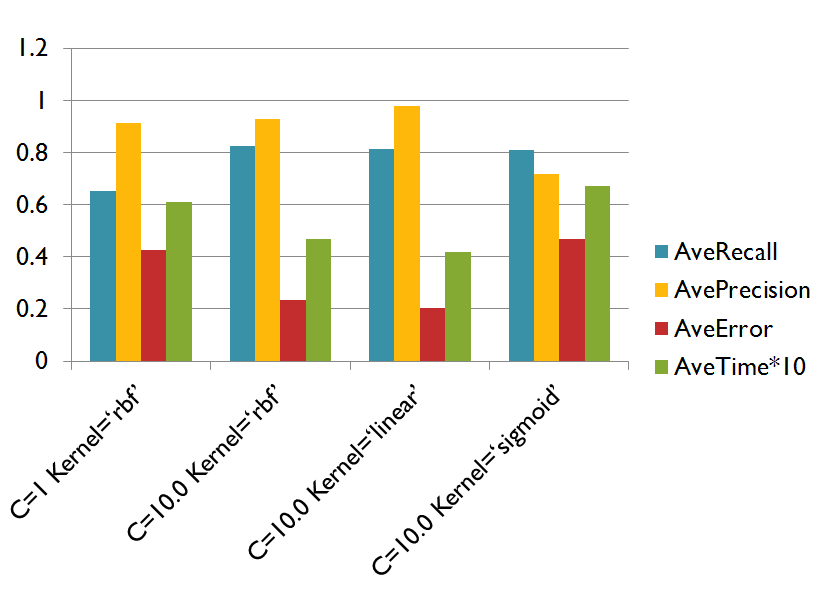 1.2
1
0.8
0.6
0.4
0.2
0
C=1 Kernel=‘rbf’
C=10.0 Kernel=‘rbf’
C=10.0 Kernel=‘linear’
C=10.0 Kernel=‘sigmoid’
AveRecall
AvePrecision
AveError
AveTime*10